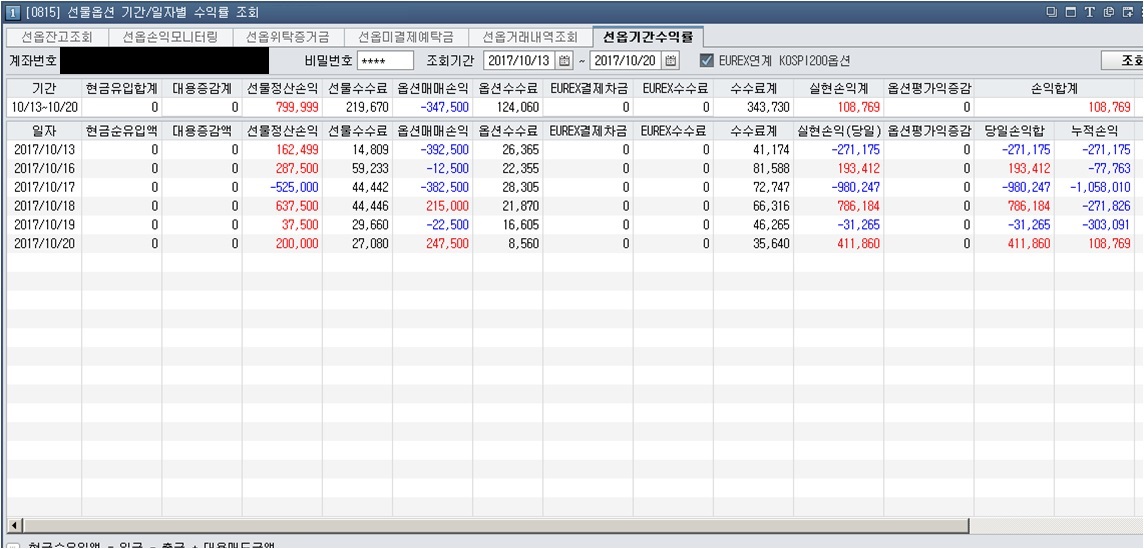 1 [0815] 선물옵션 기간/일자별 수익률 조회
선옵잔고조회 선옵손익모니터링 선옵위탁증거금 선옵미결제예탁금 선옵거래내역조회 선옵기간수익률
계좌번호 비밀번호 **** 조회기간 2017/10/13 ~ 2017/10/20 EUREX연계 KOSPI200옵션 조회
기간 현금유입합계 대용증감계 선물정산손익 선물수수료 옵션매매손익 옵션수수료 EUREX결제차금 EUREX수수료 수수료계 실현손익계 옵션평가익증감 손익합계
10/13~10/20 0 0 799,999 219,670 -347,500 124,060 0 0 343,730 108,769 0 108,769
일자 현금순유입액 대용증감액 선물정산손익 선물수수료 옵션매매손익 옵션수수료 EUREX결제차금 EUREX수수료 수수료계 실현손익(당일) 옵션평가익증감 당일손익합 누적손익
2017/10/13 0 0 162,499 14,809 -392,500 26,365 0 0 41,174 -271,175 0 -271,175 -271,175
2017/10/16 0 0 287,500 59,233 -12,500 22,355 0 0 81,588 193,412 0 193,412 -77,763
2017/10/17 0 0 -525,000 44,442 -382,500 28,305 0 0 72,747 -980,247 0 -980,247 -1,058,010
2017/10/18 0 0 637,500 44,446 215,000 21,870 0 0 66,316 786,184 0 786,184 -271,826
2017/10/19 0 0 37,500 29,660 -22,500 16,605 0 0 46,265 -31,265 0 -31,265 -303,091
2017/10/20 0 0 200,000 27,080 247,500 8,560 0 0 35,640 411,860 0 411,860 108,769
현금순유입액 = 입금 - 출금 + 대용매도금액